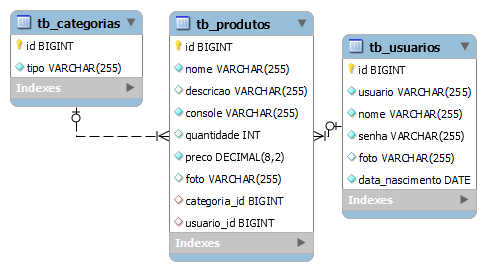 tb_categorias
id BIGINT
tipo VARCHAR(255)
Indexes
tb_produtos
id BIGINT
nome VARCHAR(255)
descricao VARCHAR(255)
console VARCHAR(255)
quantidade INT
preco DECIMAL(8,2)
foto VARCHAR(255)
categoria_id BIGINT
usuario_id BIGINT
Indexes
tb_usuarios
id BIGINT
usuario VARCHAR(255)
nome VARCHAR(255)
senha VARCHAR(255)
foto VARCHAR(255)
data_nascimento DATE
Indexes